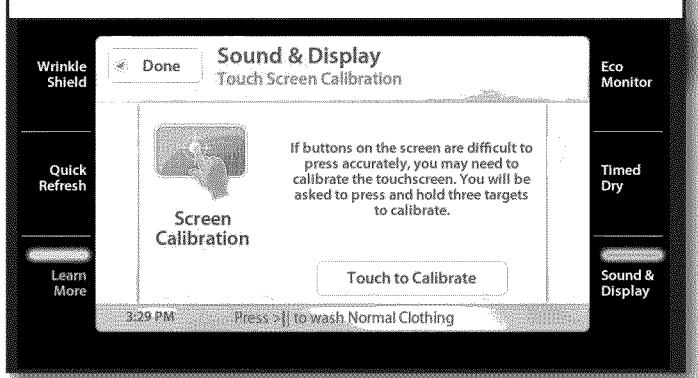 Wrinkle
Shield
Quick
Refresh
Learn
More
Done
Sound & Display
Touch Screen Calibration
Screen
Calibration
If buttons on the screen are difficult to
press accurately, you may need to
calibrate the touchscreen. You will be
asked to press and hold three targets
to calibrate.
Touch to Calibrate
3:29 PM
Press >|| to wash Normal Clothing
Eco
Monitor
Timed
Dry
Sound &
Display